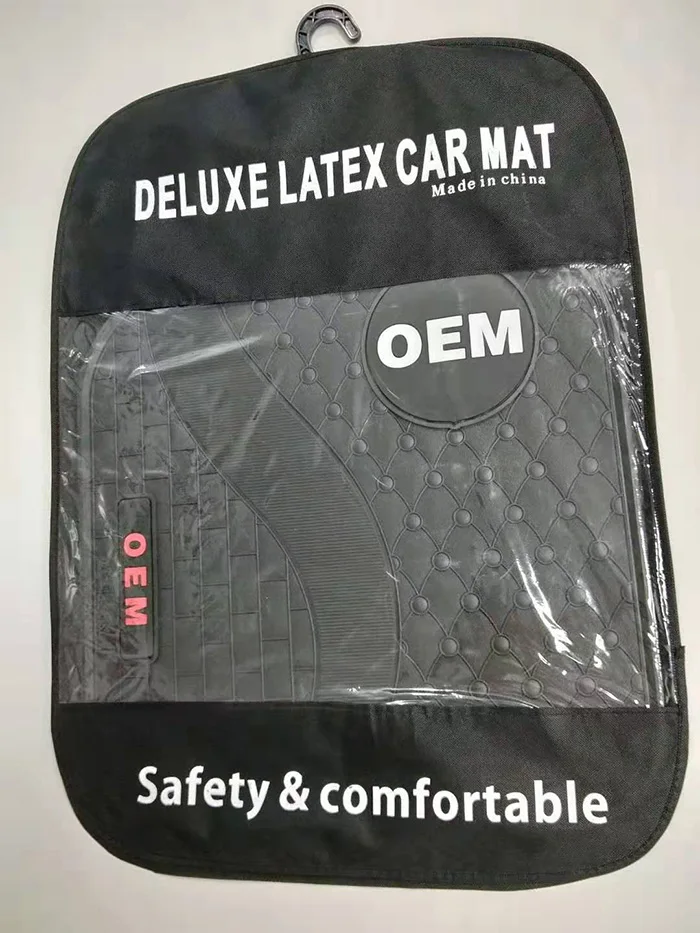 DELUXE LATEX CAR MAT
Made in china
OEM
OEM
Safety & comfortable